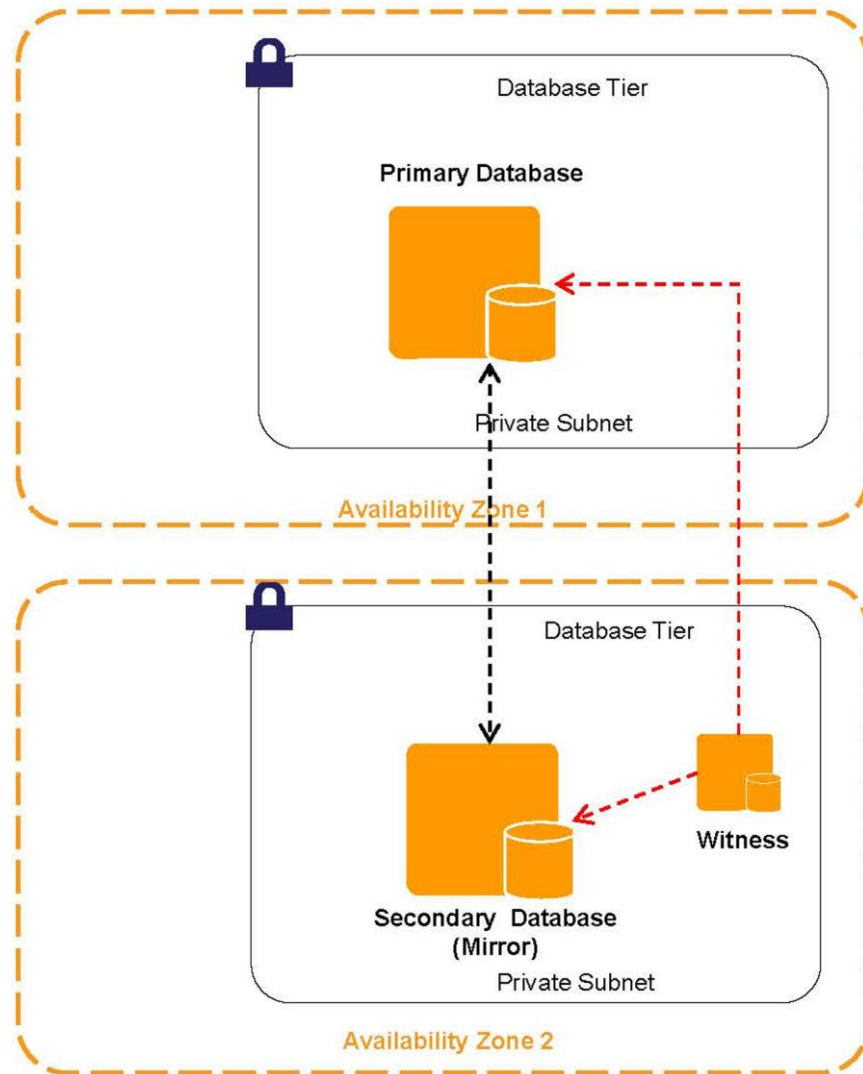 Database Tier
Primary Database
Private Subnet
Availability Zone 1
Database Tier
Witness
Secondary Database
(Mirror)
Private Subnet
Availability Zone 2